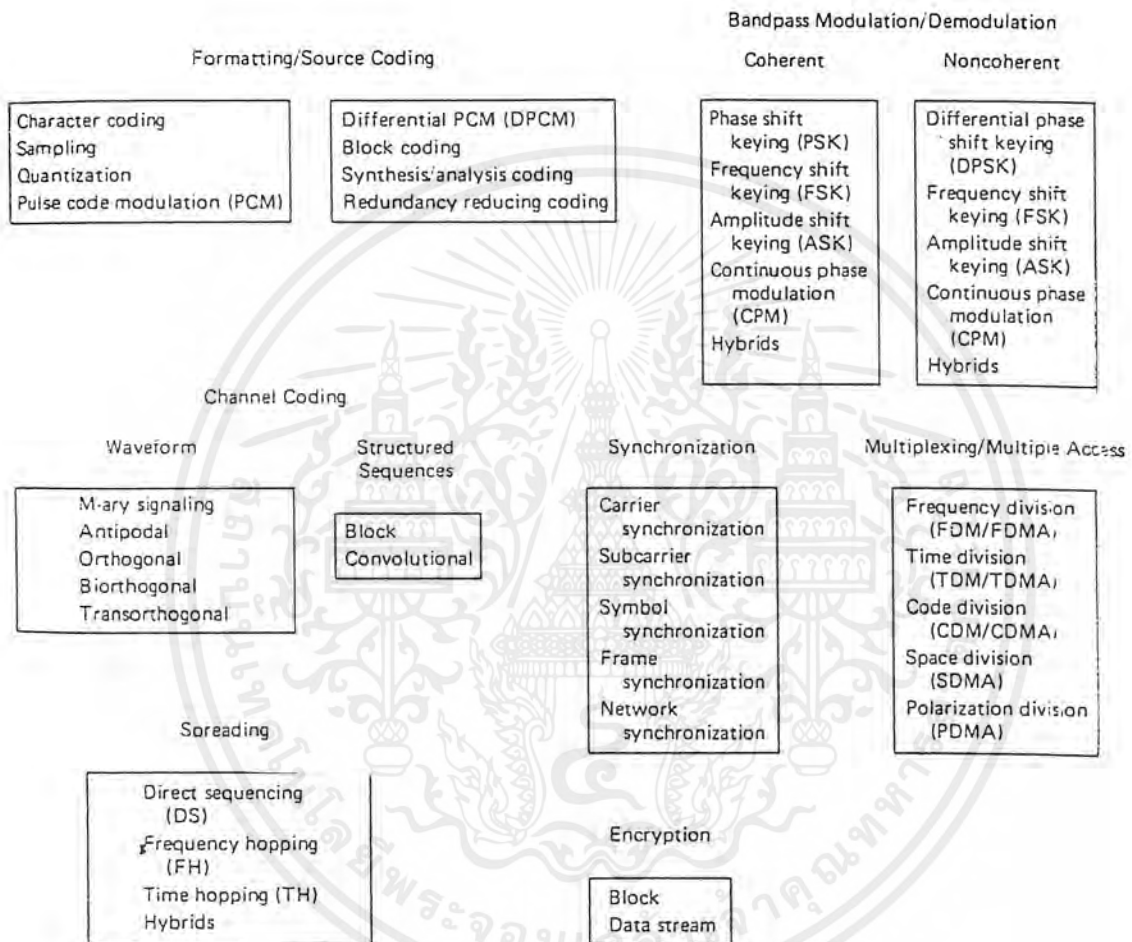 Bandpass Modulation/Demodulation
Formatting/Source Coding
Coherent
Noncoherent
Character coding
Sampling
Quantization
Pulse code modulation (PCM)
Differential PCM (DPCM)
Block coding
Synthesis/analysis coding
Redundancy reducing coding
Phase shift
keying (PSK)
Frequency shift
keying (FSK)
Amplitude shift
keying (ASK)
Continuous phase
modulation
(CPM)
Hybrids
Differential phase
shift keying
(DPSK)
Frequency shift
keying (FSK)
Amplitude shift
keying (ASK)
Continuous phase
modulation
(CPM)
Hybrids
Channel Coding
Waveform
Structured
Sequences
M-ary signaling
Antipodal
Orthogonal
Biorthogonal
Transorthogonal
Block
Convolutional
Synchronization
Multiplexing/Multiple Access
Carrier
synchronization
Subcarrier
synchronization
Symbol
synchronization
Frame
synchronization
Network
synchronization
Frequency division
(FDM/FDMA)
Time division
(TDM/TDMA)
Code division
(CDM/CDMA)
Space division
(SDMA)
Polarization division
(PDMA)
Spreading
Direct sequencing
(DS)
Frequency hopping
(FH)
Time hopping (TH)
Hybrids
Encryption
Block
Data stream